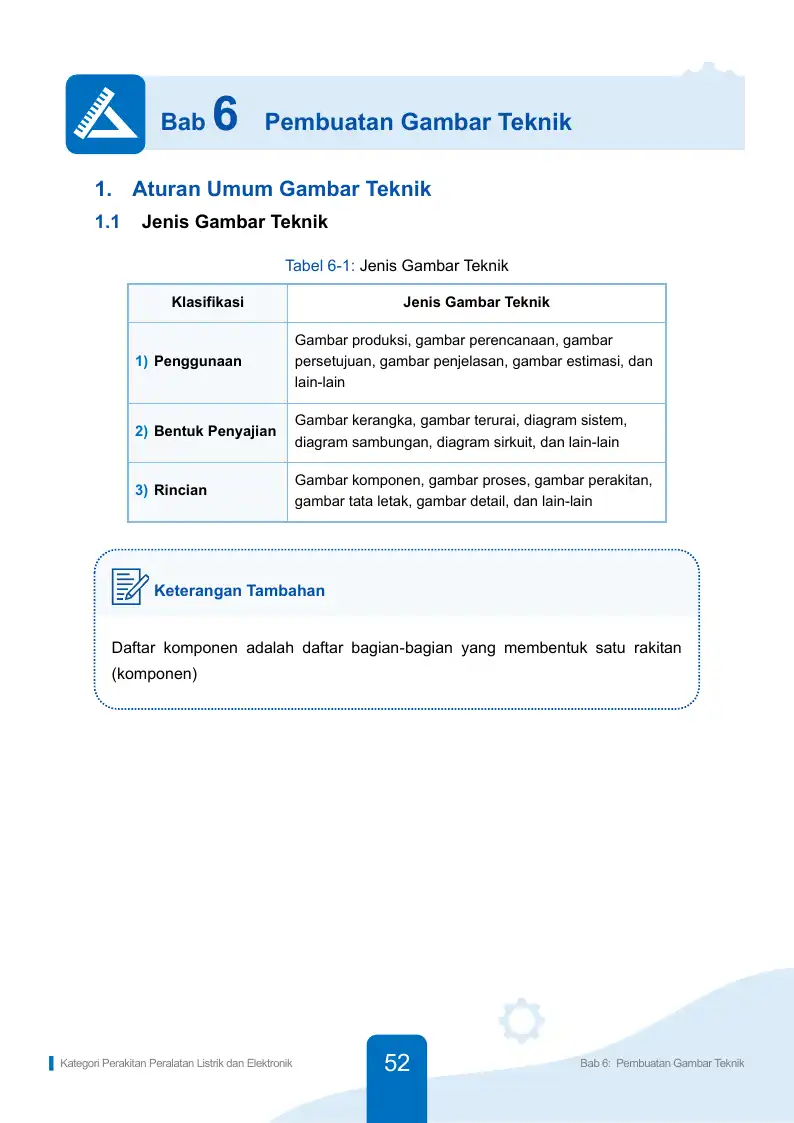 Bab 6 Pembuatan Gambar Teknik
1. Aturan Umum Gambar Teknik
1.1 Jenis Gambar Teknik
Tabel 6-1: Jenis Gambar Teknik
Klasifikasi Jenis Gambar Teknik
1) Penggunaan
Gambar produksi, gambar perencanaan, gambar
persetujuan, gambar penjelasan, gambar estimasi, dan
lain-lain
2) Bentuk Penyajian
Gambar kerangka, gambar terurai, diagram sistem,
diagram sambungan, diagram sirkuit, dan lain-lain
3) Rincian
Gambar komponen, gambar proses, gambar perakitan,
gambar tata letak, gambar detail, dan lain-lain
Keterangan Tambahan
Daftar komponen adalah daftar bagian-bagian yang membentuk satu rakitan
(komponen)
Kategori Perakitan Peralatan Listrik dan Elektronik
52
Bab 6: Pembuatan Gambar Teknik